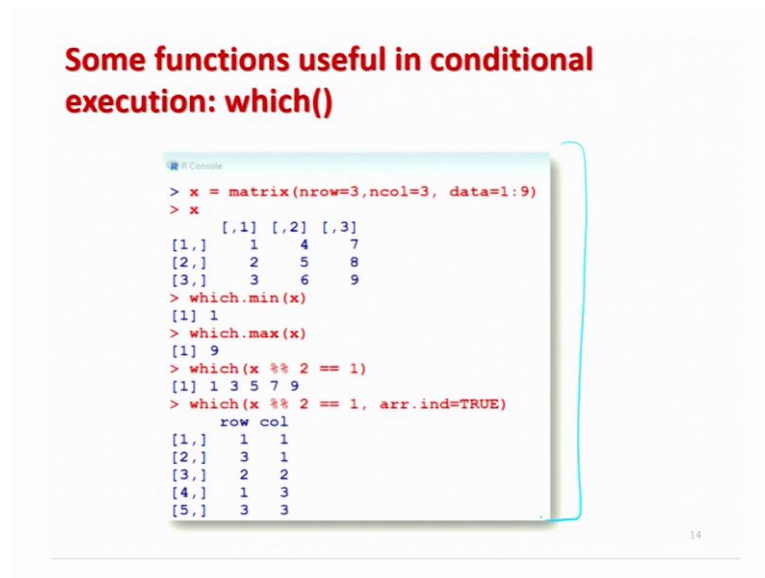 Some functions useful in conditional
execution: which()
R Console
> x = matrix(nrow=3,ncol=3, data=1:9)
> x
[,1] [,2] [,3]
[1,] 1 4 7
[2,] 2 5 8
[3,] 3 6 9
> which.min(x)
[1] 1
> which.max(x)
[1] 9
> which(x %% 2 == 1)
[1] 1 3 5 7 9
> which(x %% 2 == 1, arr.ind=TRUE)
row col
[1,] 1 1
[2,] 3 1
[3,] 2 2
[4,] 1 3
[5,] 3 3
14